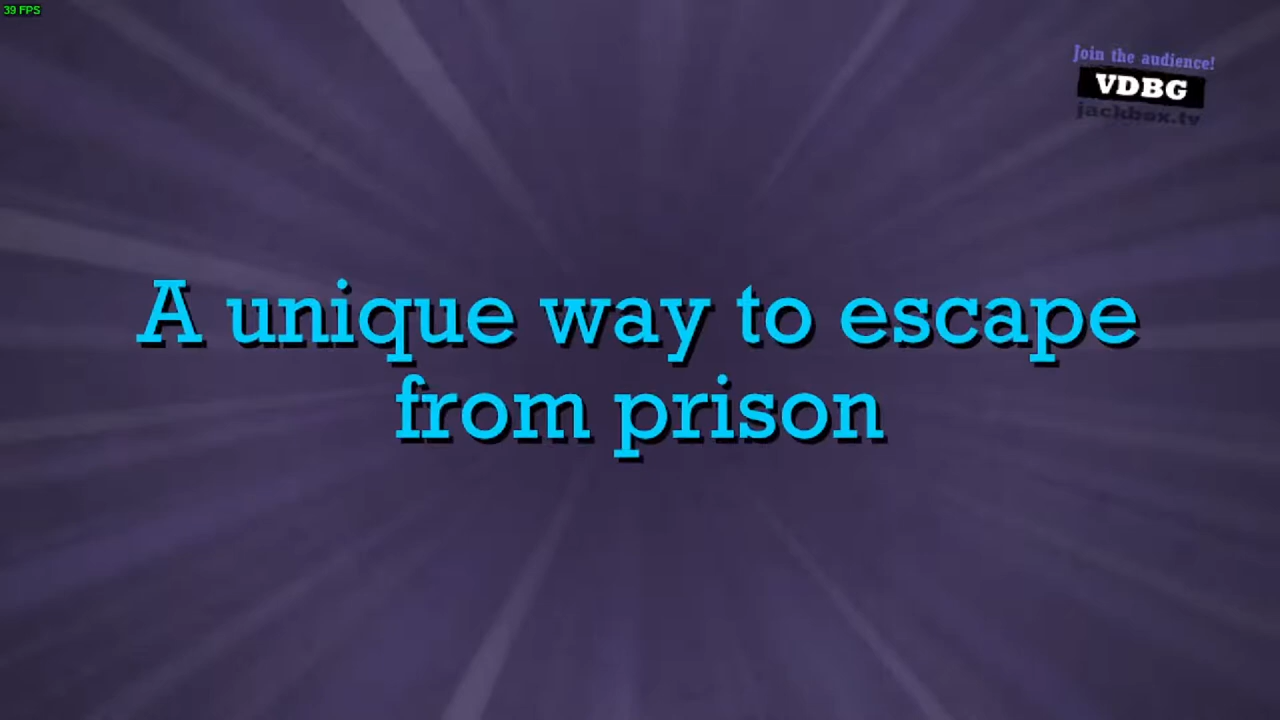 39 FPS
Join the audience!
VDBG
jackbox.tv
A unique way to escape
from prison